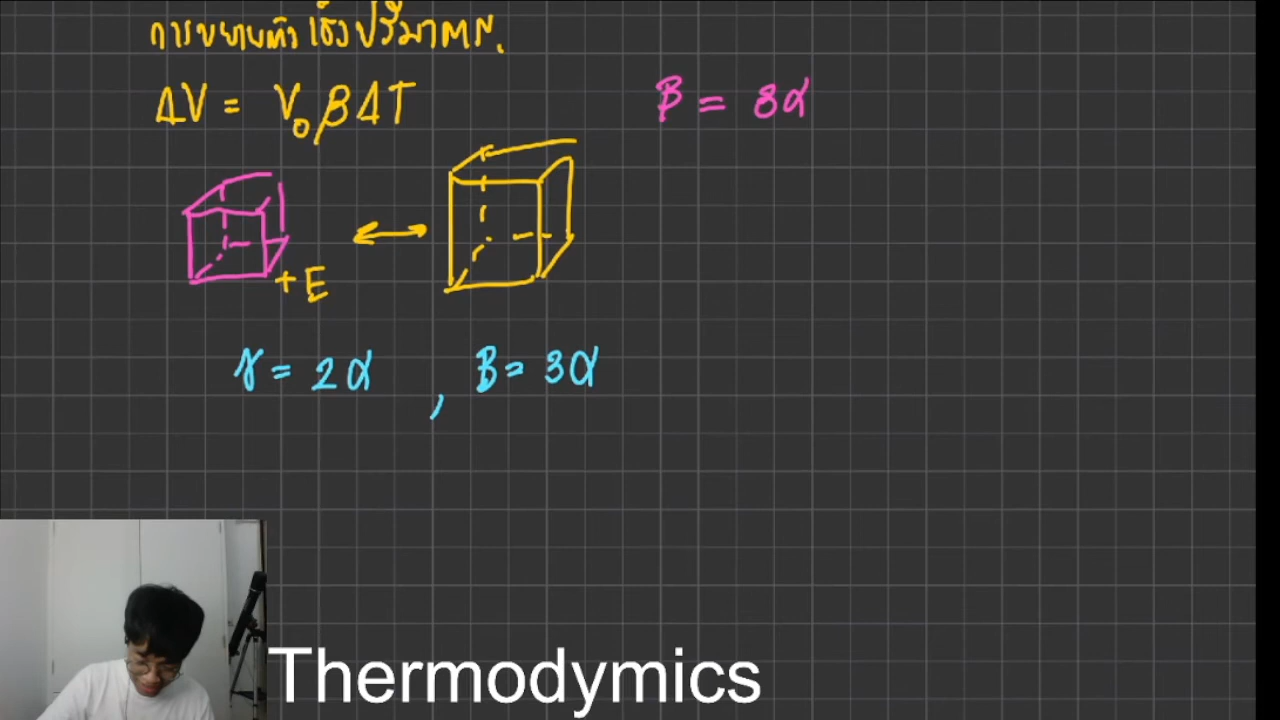 การขยายตัวเชิงปริมาตร.
ΔV = V₀βΔT
β = 3α
+E
γ = 2α , β = 3α
Thermodymics